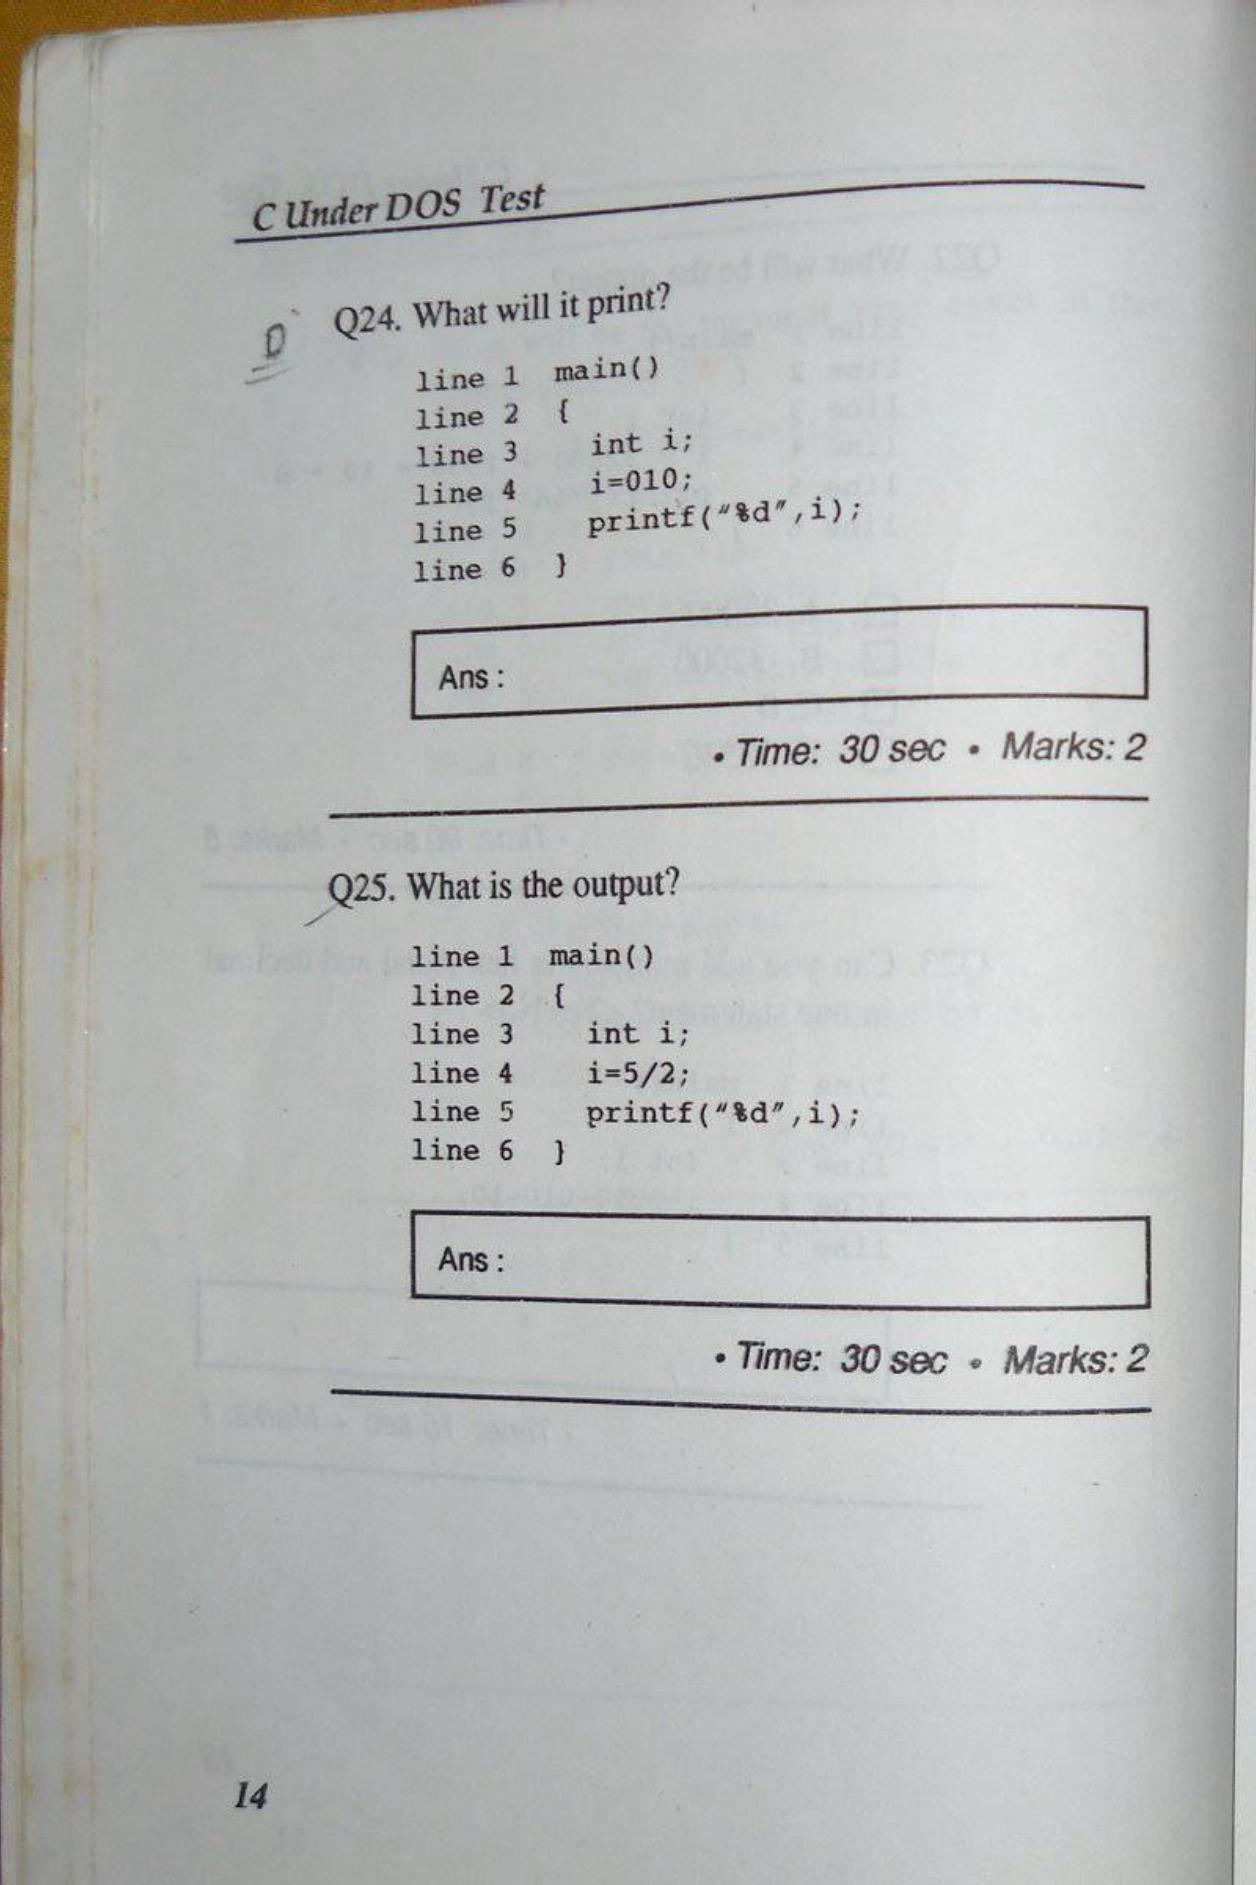 C Under DOS Test
D
Q24. What will it print?
line 1 main()
line 2 {
line 3 int i;
line 4 i=010;
line 5 printf("%d",i);
line 6 }
Ans :
• Time: 30 sec • Marks: 2
Q25. What is the output?
line 1 main()
line 2 {
line 3 int i;
line 4 i=5/2;
line 5 printf("%d",i);
line 6 }
Ans :
• Time: 30 sec • Marks: 2
14